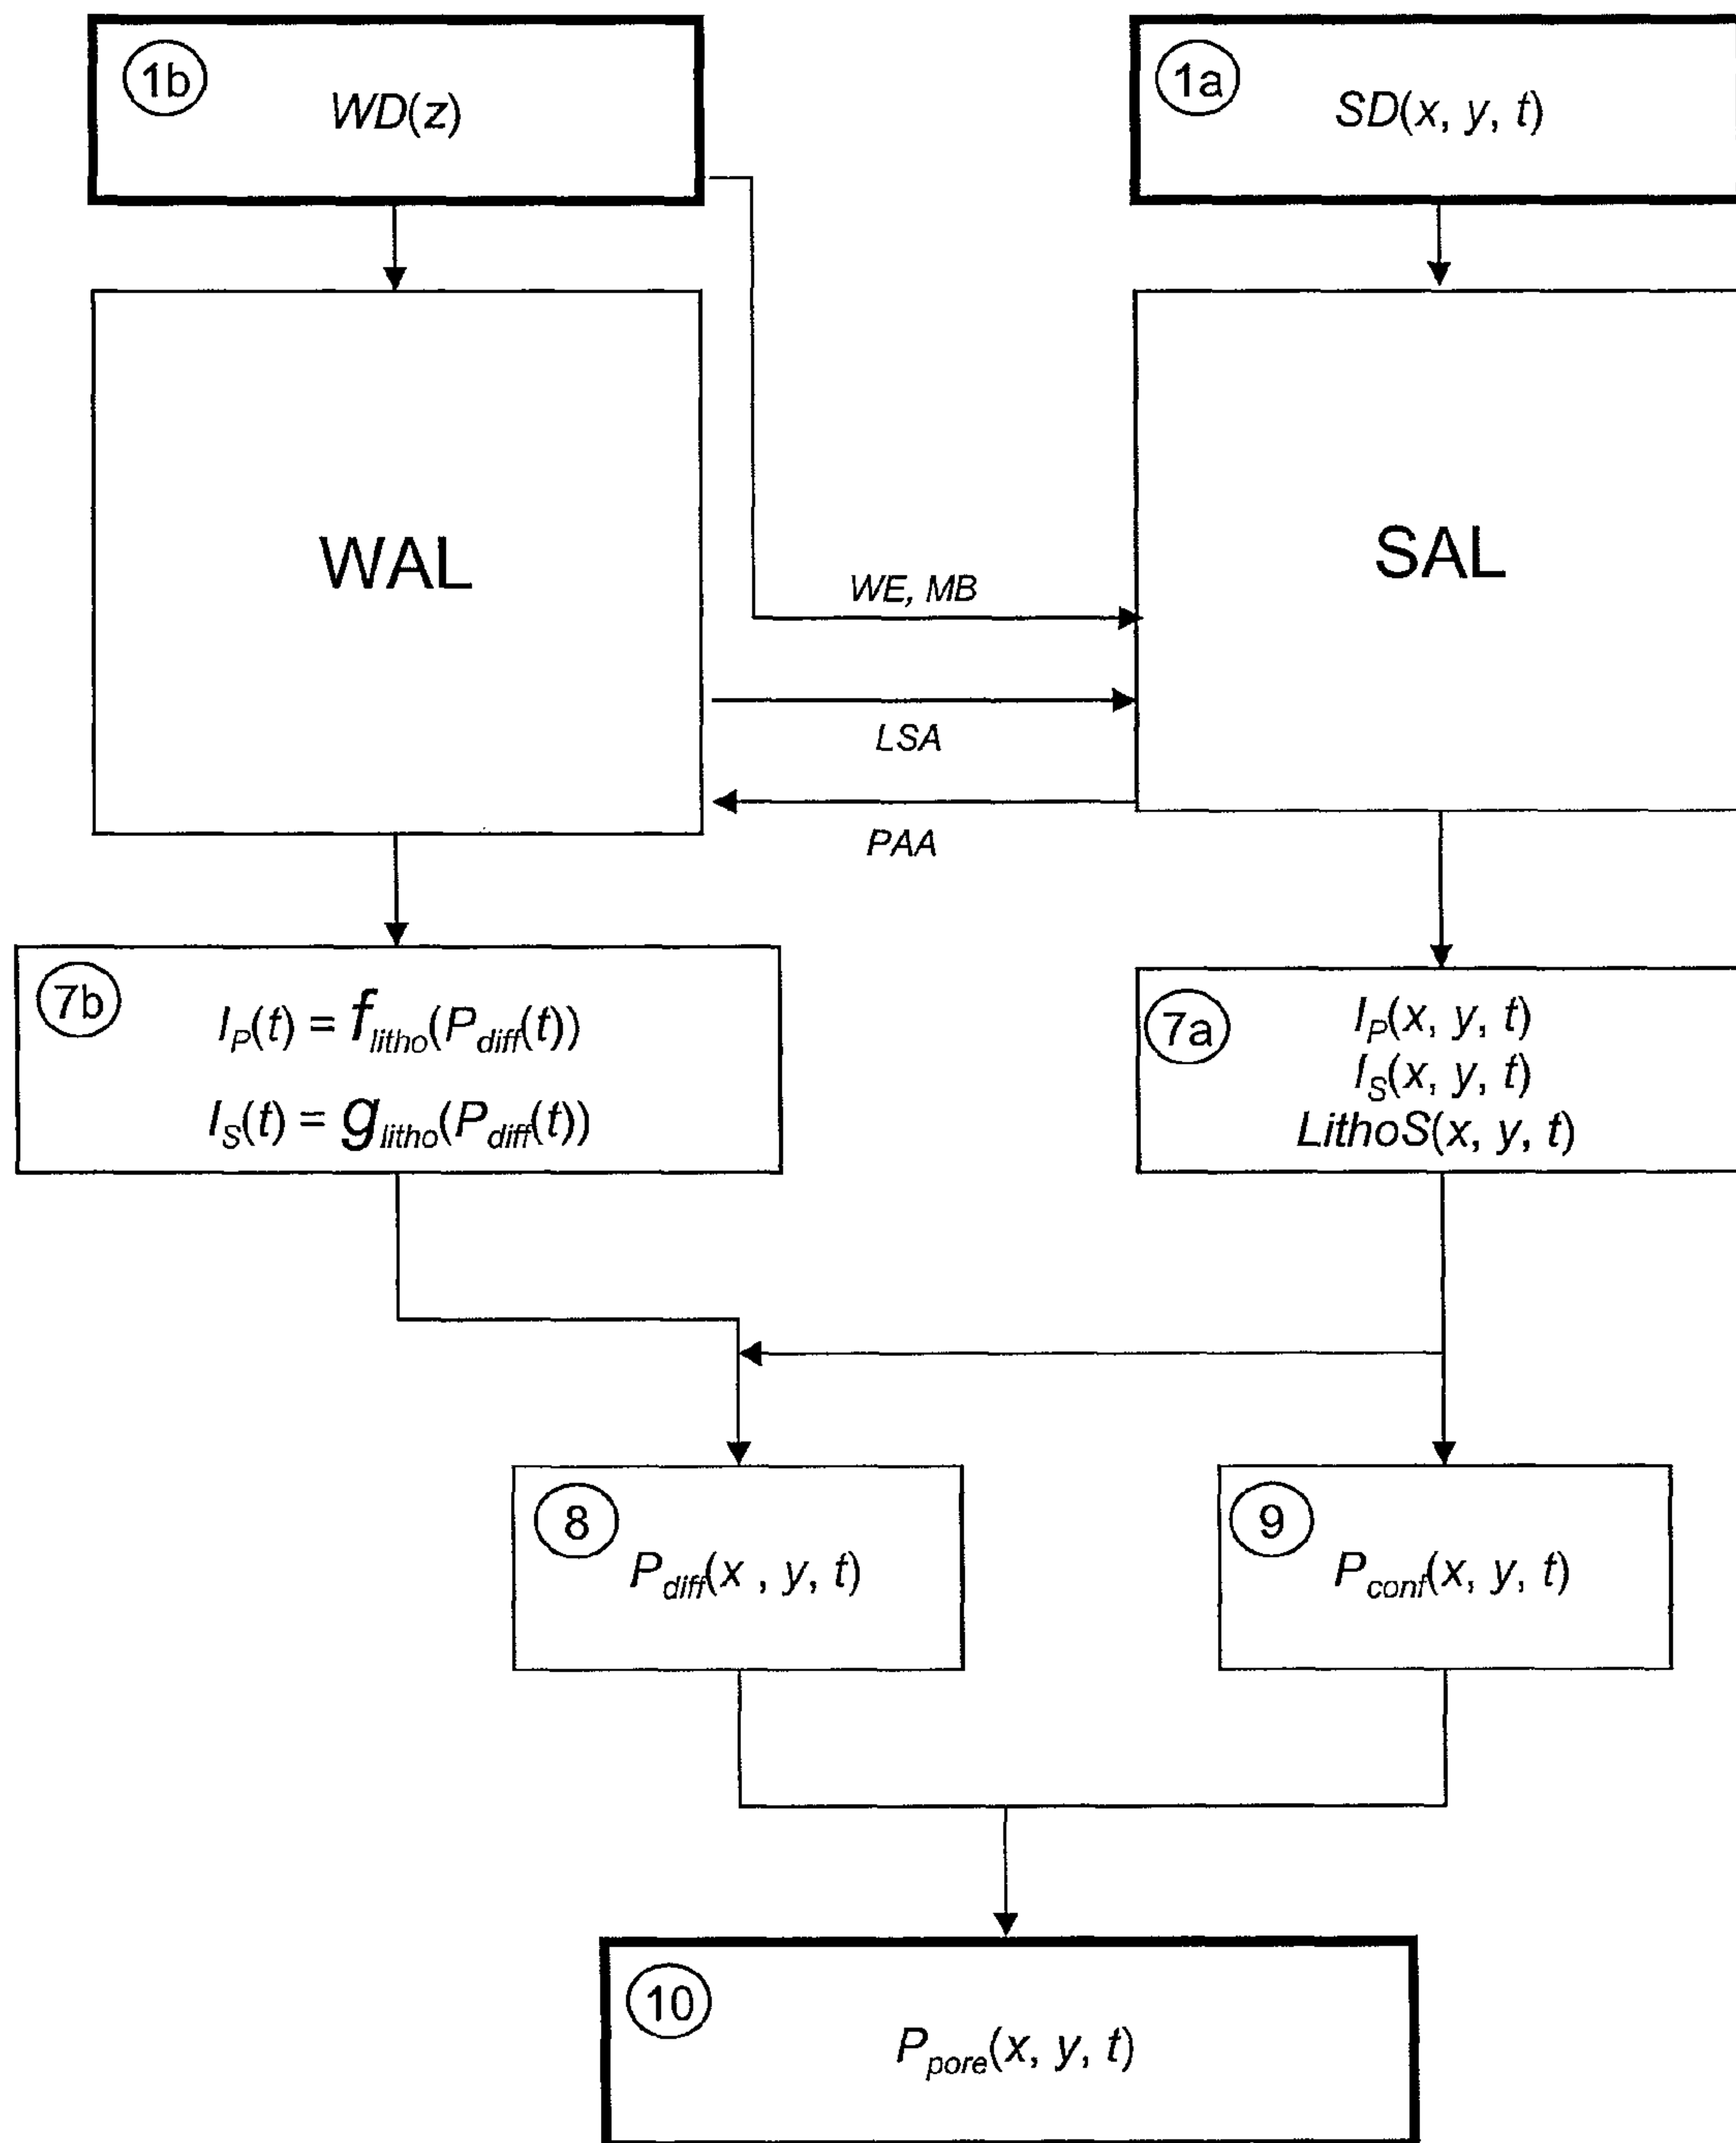 1b
WD(z)
1a
SD(x, y, t)
WAL
SAL
WE, MB
LSA
PAA
7b
I_P(t) = f_litho(P_diff(t))
I_S(t) = g_litho(P_diff(t))
7a
I_P(x, y, t)
I_S(x, y, t)
LithoS(x, y, t)
8
P_diff(x , y, t)
9
P_conf(x, y, t)
10
P_pore(x, y, t)